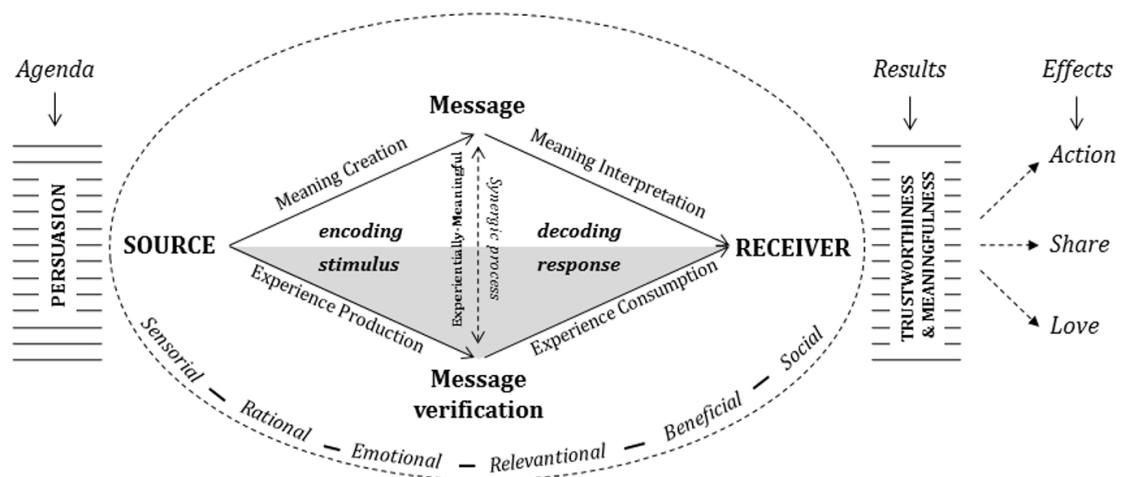 Agenda
Results
Effects
PERSUASION
SOURCE
Message
Meaning Creation
Meaning Interpretation
encoding
decoding
stimulus
response
Experientially-Meaningful
Synergic process
Experience Production
Experience Consumption
Message
verification
RECEIVER
Sensorial – Rational – Emotional – Relevantional – Beneficial – Social
TRUSTWORTHINESS
& MEANINGFULNESS
Action
Share
Love